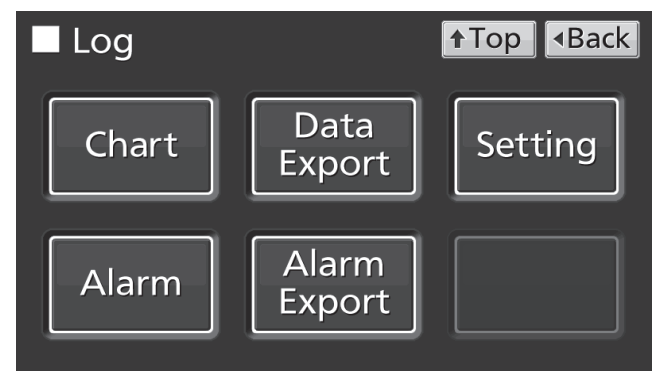 Log
Top
Back
Chart
Data
Export
Setting
Alarm
Alarm
Export